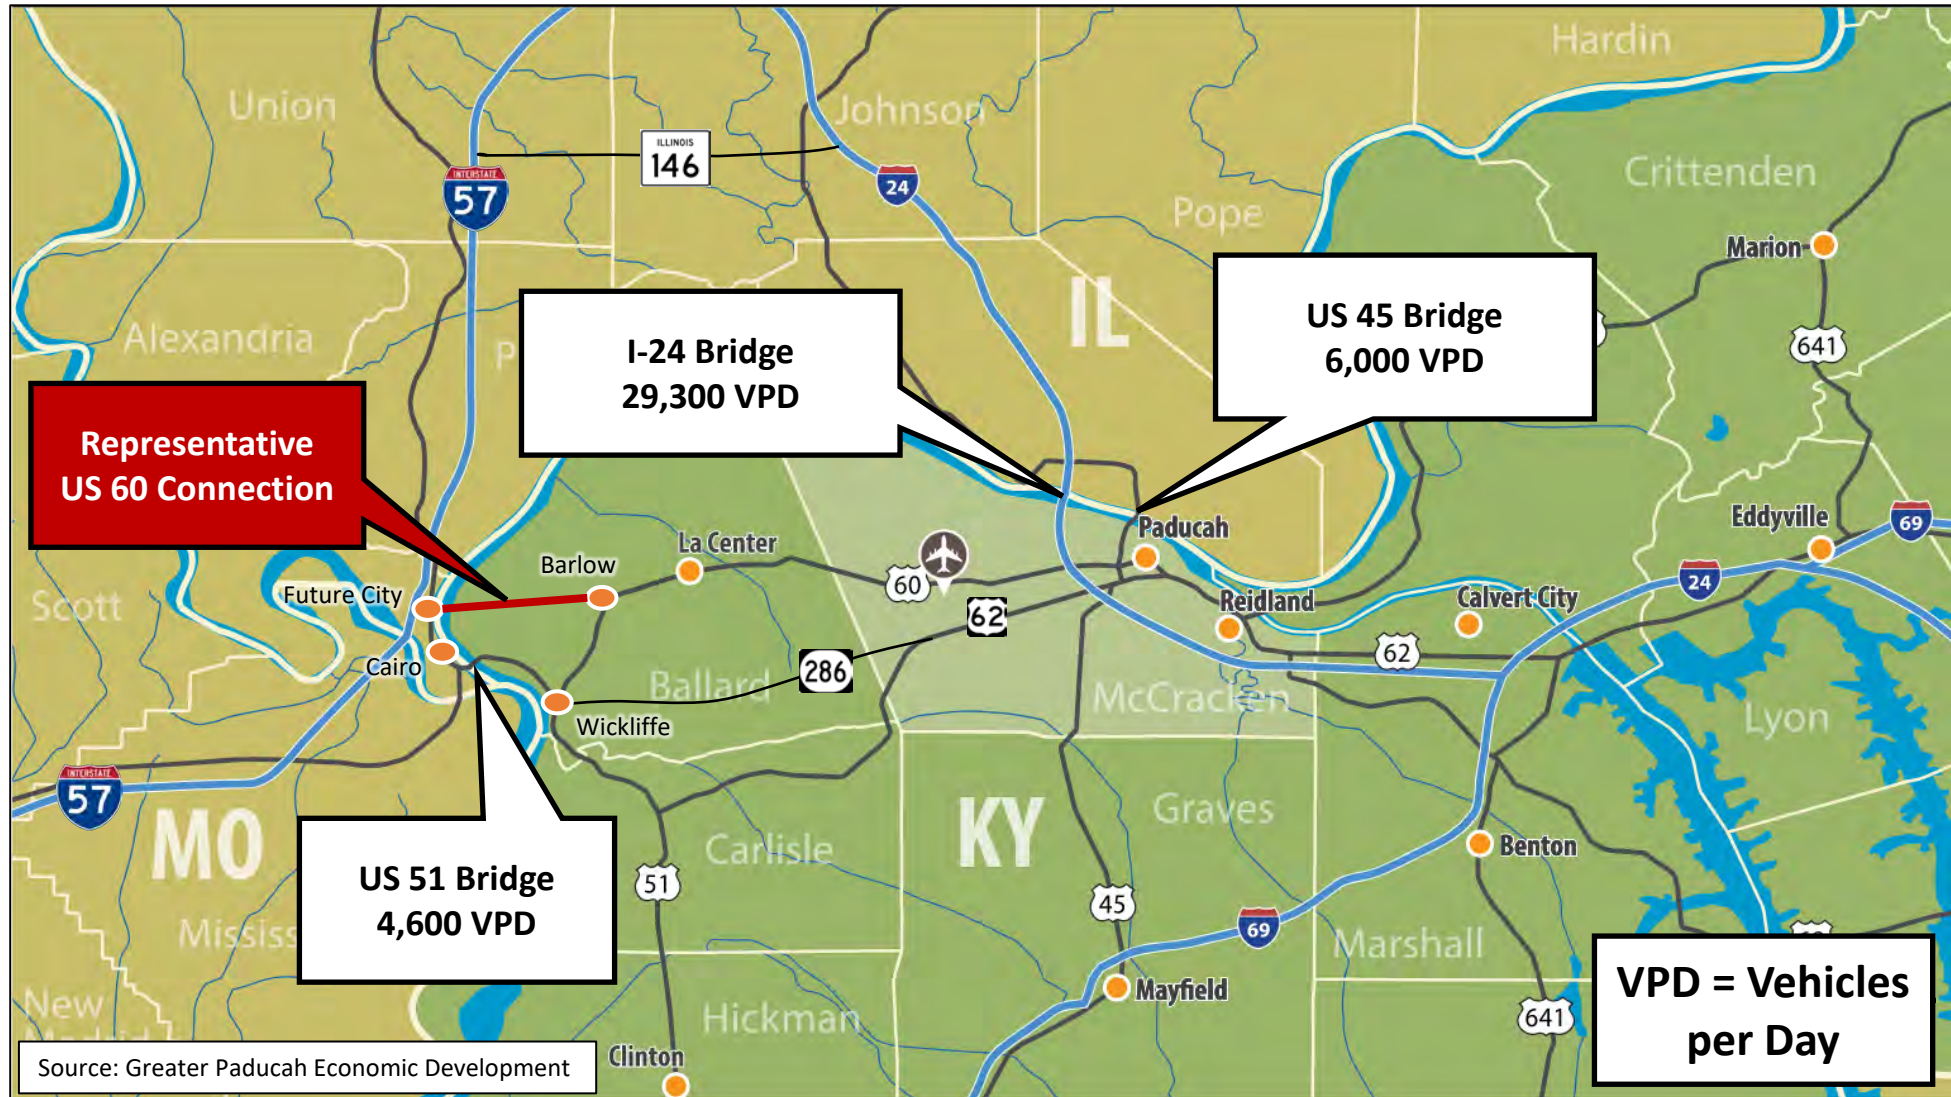 Hardin
Union
Johnson
ILLINOIS
146
Crittenden
INTERSTATE
57
24
Pope
Marion
IL
US 45 Bridge
6,000 VPD
Alexandria
P
I-24 Bridge
29,300 VPD
641
Representative
US 60 Connection
Paducah
Eddyville
69
La Center
Barlow
60
24
Future City
Scott
62
Reidland
Calvert City
Cairo
286
62
Ballard
McCracken
Lyon
Wickliffe
INTERSTATE
57
MO
KY
Graves
Carlisle
Benton
US 51 Bridge
4,600 VPD
51
45
69
Mississ
Marshall
VPD = Vehicles
per Day
New
Mayfield
Hickman
641
Source: Greater Paducah Economic Development
Clinton